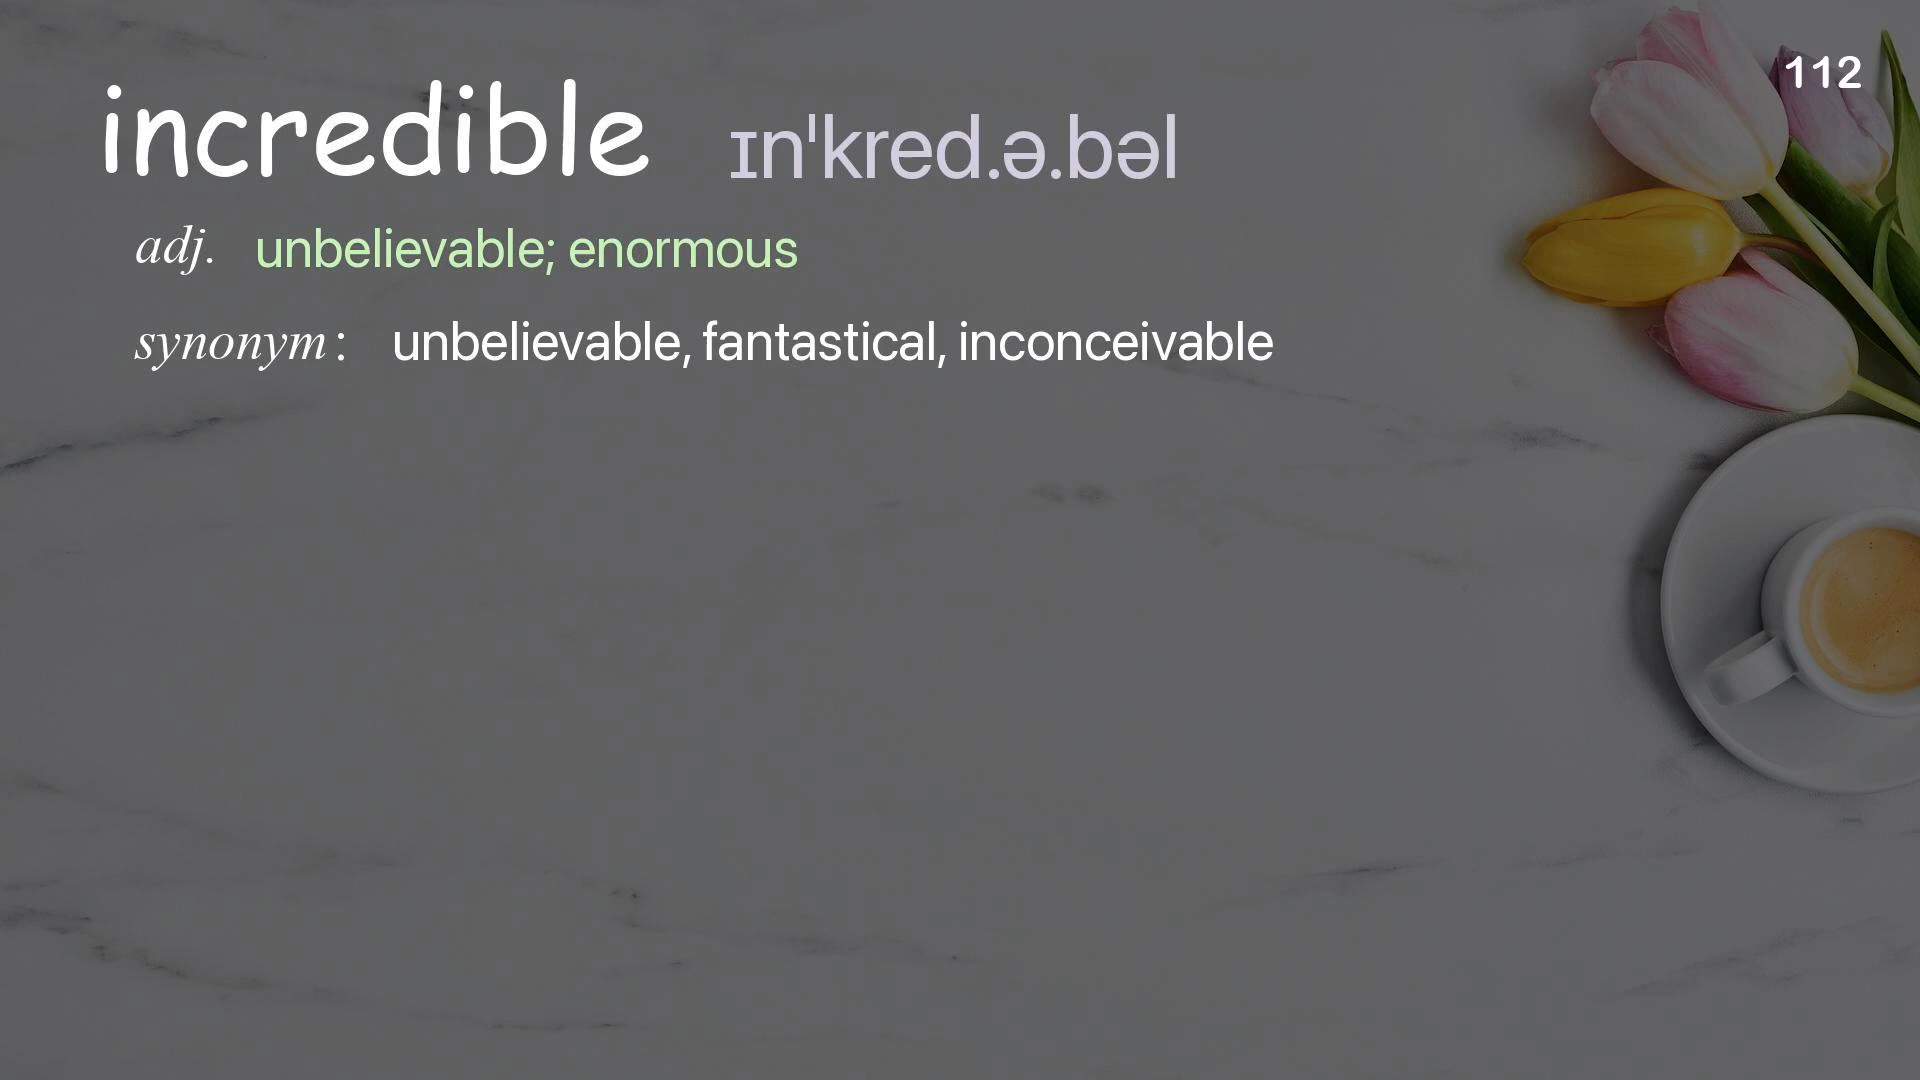 112
incredible ɪnˈkred.ə.bəl
adj. unbelievable; enormous
synonym: unbelievable, fantastical, inconceivable